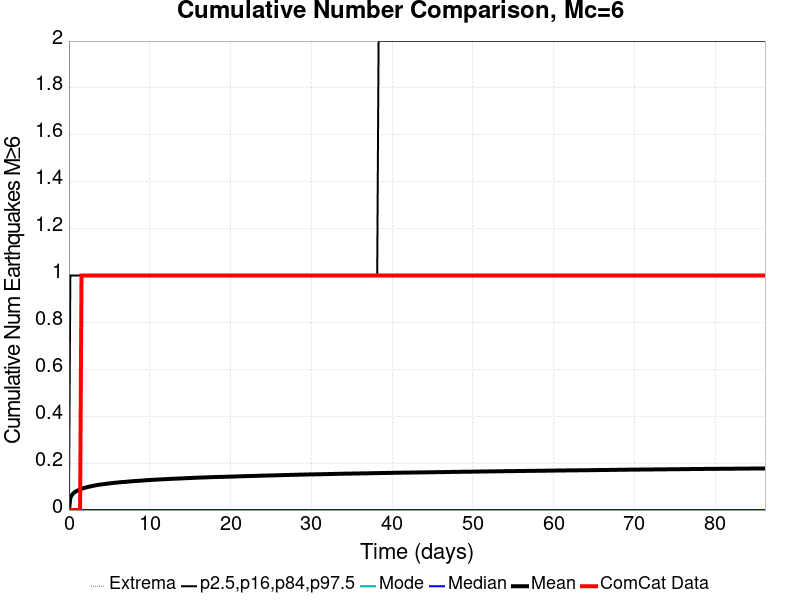 Cumulative Number Comparison, Mc=6
Cumulative Num Earthquakes M≥6
2
1.8
1.6
1.4
1.2
1
0.8
0.6
0.4
0.2
0
0 10 20 30 40 50 60 70 80
Time (days)
Extrema p2.5,p16,p84,p97.5 Mode Median Mean ComCat Data